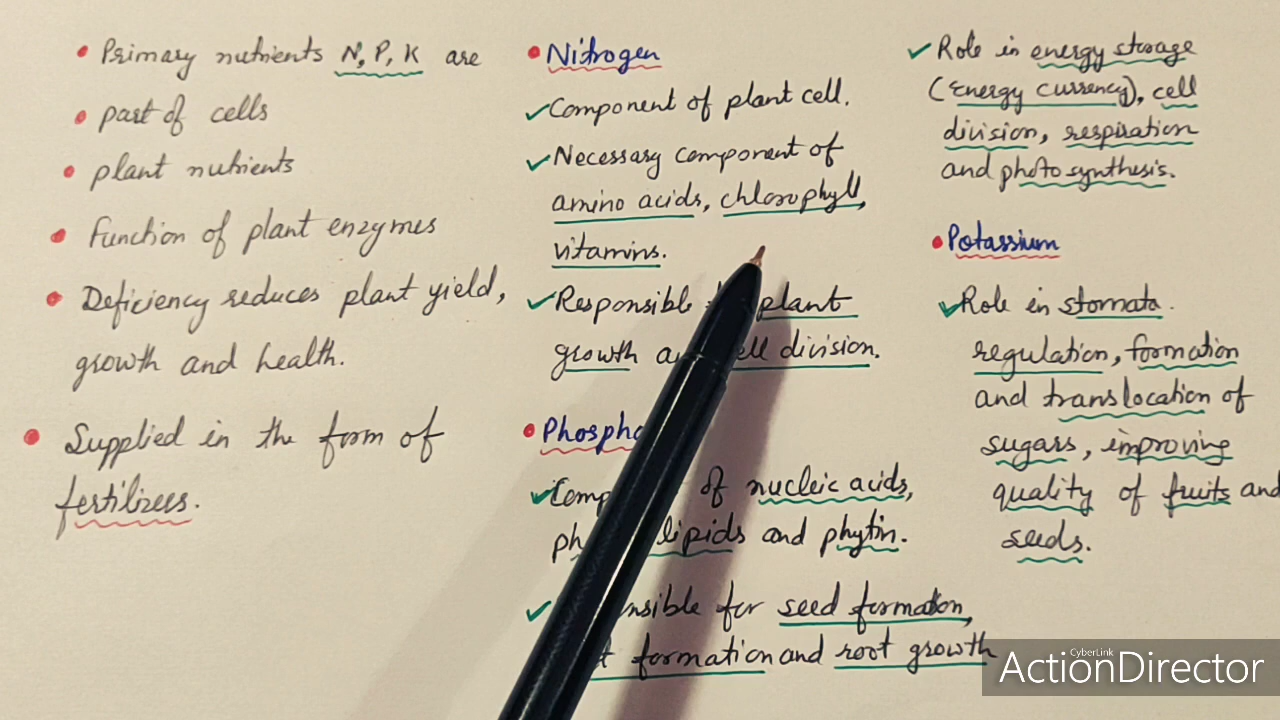 Primary nutrients N, P, K are
part of cells
plant nutrients
Function of plant enzymes
Deficiency reduces plant yield,
growth and health.
Supplied in the form of
fertilizers.
Nitrogen
Component of plant cell.
Necessary component of
amino acids, chlorophyll,
vitamins.
Responsible plant
growth division.
Phospho
Comp of nucleic acids,
ph lipids and phytin.
nsible for seed formation,
formation and root growth
Role in energy storage
(Energy currency), cell
division, respiration
and photosynthesis.
Potassium
Role in stomata
regulation, formation
and translocation of
sugars, improving
quality of fruits and
seeds.
CyberLink
ActionDirector